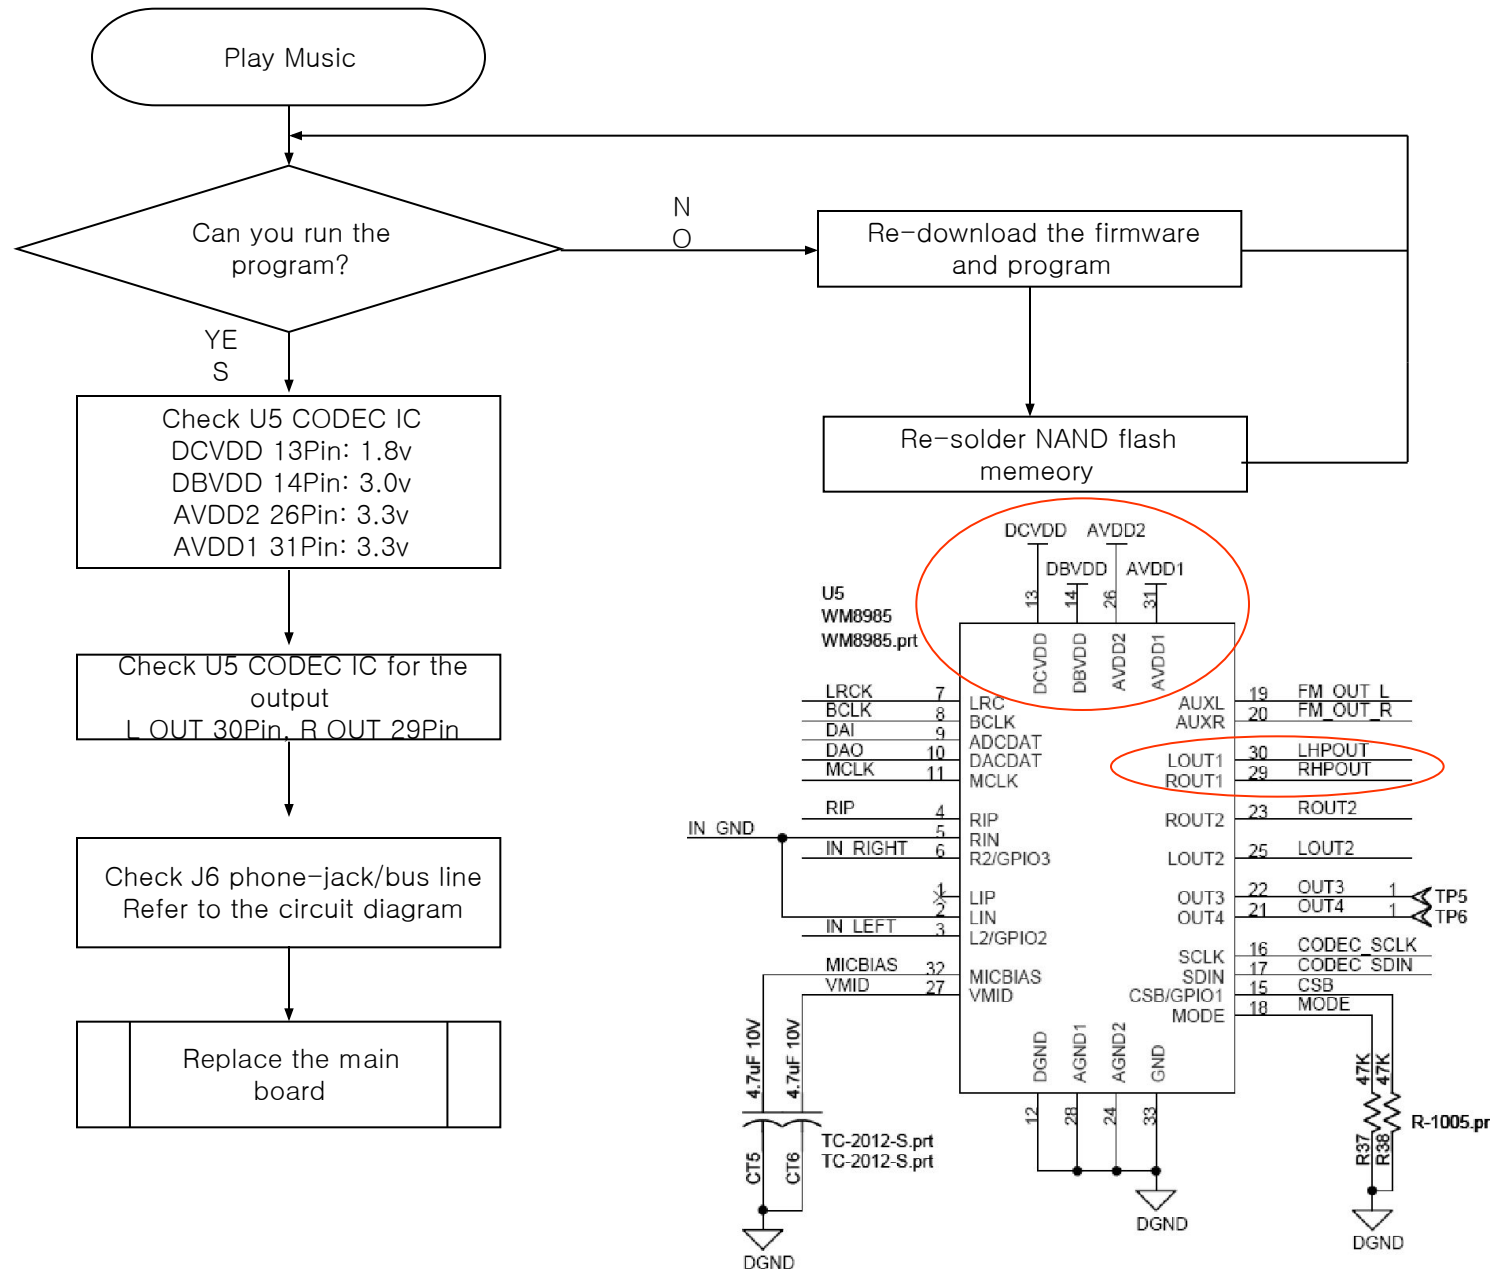 Play Music
Can you run the
program?
N
O
Re-download the firmware
and program
YE
S
Check U5 CODEC IC
DCVDD 13Pin: 1.8v
DBVDD 14Pin: 3.0v
AVDD2 26Pin: 3.3v
AVDD1 31Pin: 3.3v
Re-solder NAND flash
memeory
Check U5 CODEC IC for the
output
L OUT 30Pin, R OUT 29Pin
Check J6 phone-jack/bus line
Refer to the circuit diagram
Replace the main
board
DCVDD AVDD2
DBVDD AVDD1
U5
WM8985
WM8985.prt
13 14 26 31
DCVDD DBVDD AVDD2 AVDD1
LRCK 7 LRC
BCLK 8 BCLK
DAI 9 ADCDAT
DAO 10 DACDAT
MCLK 11 MCLK
RIP 4 RIP
IN GND 5 RIN
IN RIGHT 6 R2/GPIO3
1 LIP
2 LIN
IN LEFT 3 L2/GPIO2
MICBIAS 32 MICBIAS
VMID 27 VMID
AUXL 19 FM_OUT_L
AUXR 20 FM_OUT_R
LOUT1 30 LHPOUT
ROUT1 29 RHPOUT
ROUT2 23 ROUT2
LOUT2 25 LOUT2
OUT3 22 OUT3 1 TP5
OUT4 21 OUT4 1 TP6
SCLK 16 CODEC_SCLK
SDIN 17 CODEC_SDIN
CSB/GPIO1 15 CSB
MODE 18 MODE
DGND AGND1 AGND2 GND
12 28 24 33
4.7uF 10V 4.7uF 10V
CT5 CT6
TC-2012-S.prt
TC-2012-S.prt
47K 47K
R37 R38
R-1005.pr
DGND
DGND
DGND